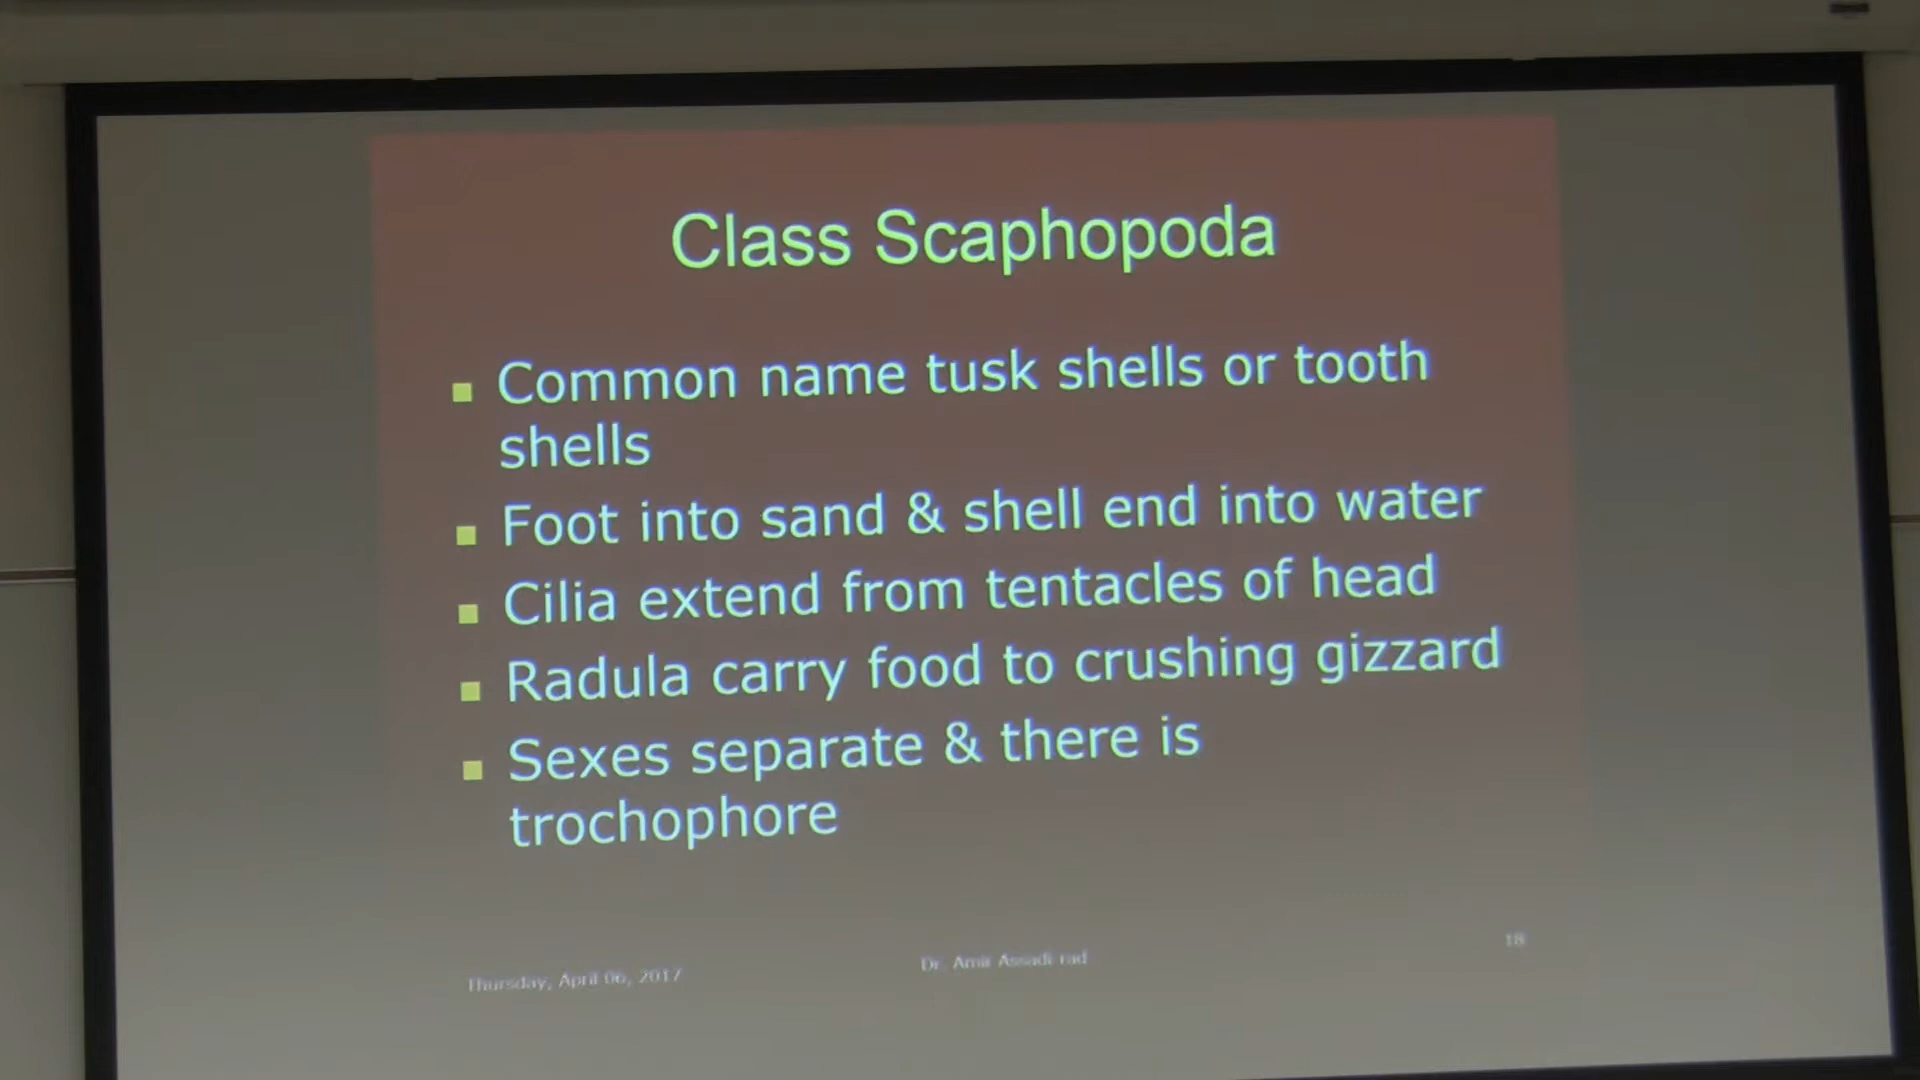 Class Scaphopoda
Common name tusk shells or tooth
shells
Foot into sand & shell end into water
Cilia extend from tentacles of head
Radula carry food to crushing gizzard
Sexes separate & there is
trochophore
Thursday, April 06, 2017
Dr. Amir Assadi rad
18